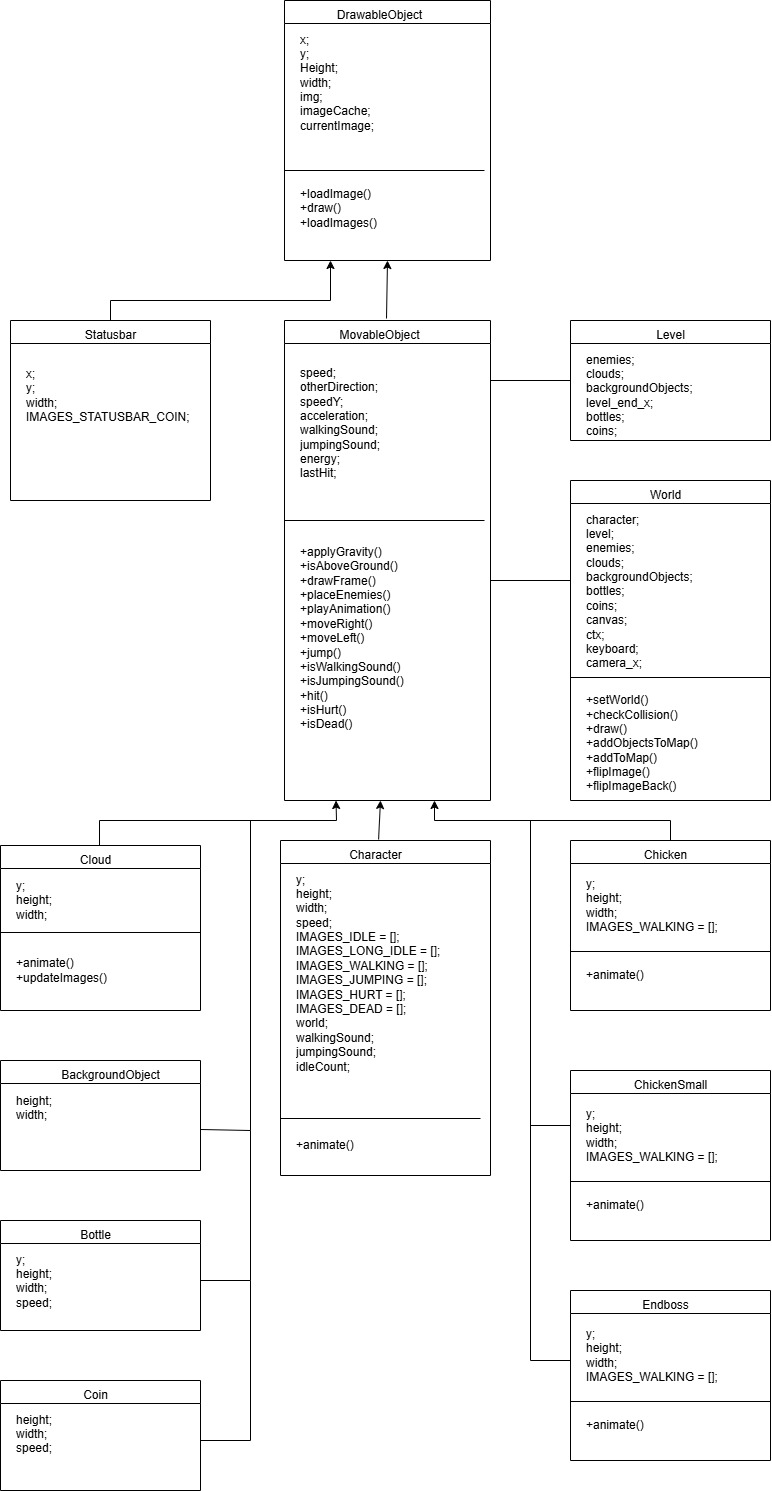 DrawableObject
x;
y;
Height;
width;
img;
imageCache;
currentImage;
+loadImage()
+draw()
+loadImages()
Statusbar
x;
y;
width;
IMAGES_STATUSBAR_COIN;
MovableObject
speed;
otherDirection;
speedY;
acceleration;
walkingSound;
jumpingSound;
energy;
lastHit;
+applyGravity()
+isAboveGround()
+drawFrame()
+placeEnemies()
+playAnimation()
+moveRight()
+moveLeft()
+jump()
+isWalkingSound()
+isJumpingSound()
+hit()
+isHurt()
+isDead()
Level
enemies;
clouds;
backgroundObjects;
level_end_x;
bottles;
coins;
World
character;
level;
enemies;
clouds;
backgroundObjects;
bottles;
coins;
canvas;
ctx;
keyboard;
camera_x;
+setWorld()
+checkCollision()
+draw()
+addObjectsToMap()
+addToMap()
+flipImage()
+flipImageBack()
Cloud
y;
height;
width;
+animate()
+updateImages()
Character
y;
height;
width;
speed;
IMAGES_IDLE = [];
IMAGES_LONG_IDLE = [];
IMAGES_WALKING = [];
IMAGES_JUMPING = [];
IMAGES_HURT = [];
IMAGES_DEAD = [];
world;
walkingSound;
jumpingSound;
idleCount;
+animate()
Chicken
y;
height;
width;
IMAGES_WALKING = [];
+animate()
BackgroundObject
height;
width;
ChickenSmall
y;
height;
width;
IMAGES_WALKING = [];
+animate()
Bottle
y;
height;
width;
speed;
Endboss
y;
height;
width;
IMAGES_WALKING = [];
+animate()
Coin
height;
width;
speed;